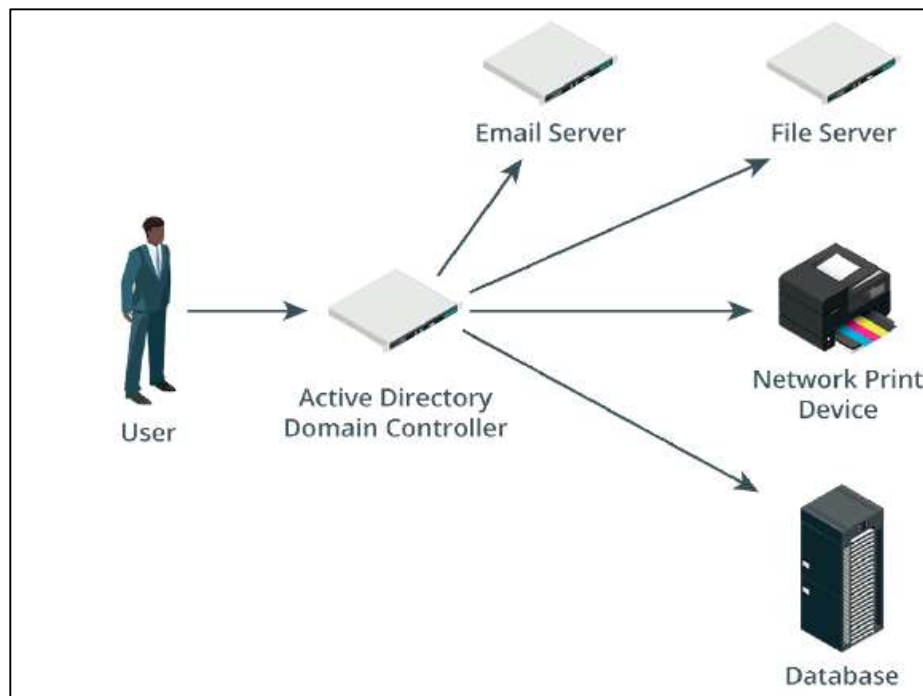 Email Server
File Server
User
Active Directory
Domain Controller
Network Print
Device
Database